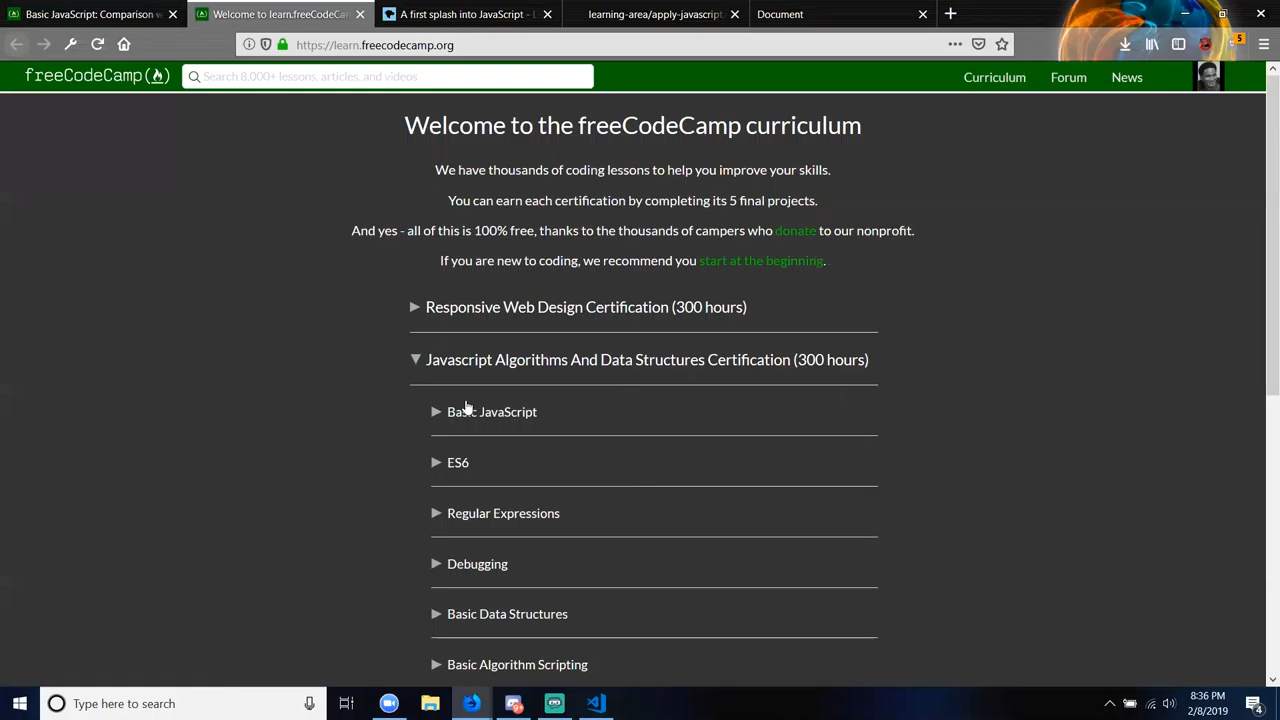 Basic JavaScript: Comparison w
Welcome to learn.freeCodeCa
A first splash into JavaScript - l
learning-area/apply-javascript
Document
https://learn.freecodecamp.org
5
freeCodeCamp
Search 8,000+ lessons, articles, and videos
Curriculum
Forum
News
Welcome to the freeCodeCamp curriculum
We have thousands of coding lessons to help you improve your skills.
You can earn each certification by completing its 5 final projects.
And yes - all of this is 100% free, thanks to the thousands of campers who donate to our nonprofit.
If you are new to coding, we recommend you start at the beginning.
Responsive Web Design Certification (300 hours)
Javascript Algorithms And Data Structures Certification (300 hours)
Basic JavaScript
ES6
Regular Expressions
Debugging
Basic Data Structures
Basic Algorithm Scripting
Type here to search
8:36 PM
2/8/2019
4